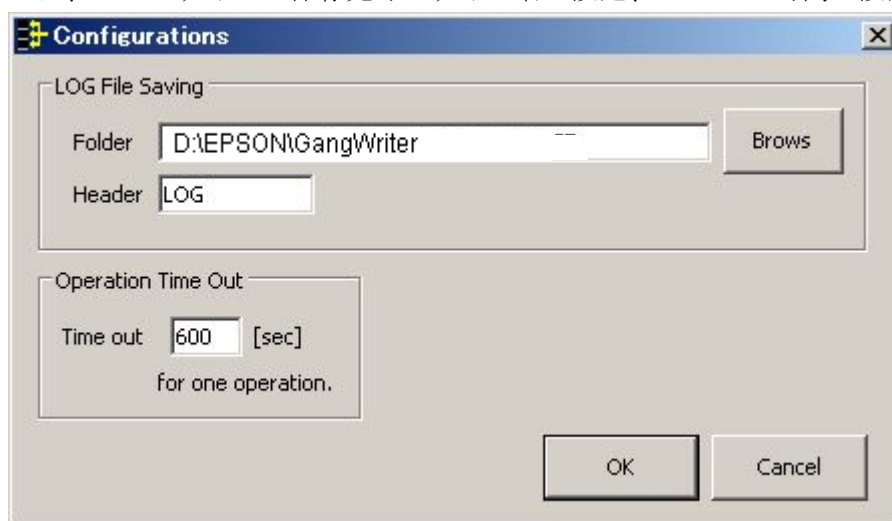 Configurations
LOG File Saving
Folder D:\EPSON\GangWriter Brows
Header LOG
Operation Time Out
Time out 600 [sec]
for one operation.
OK Cancel